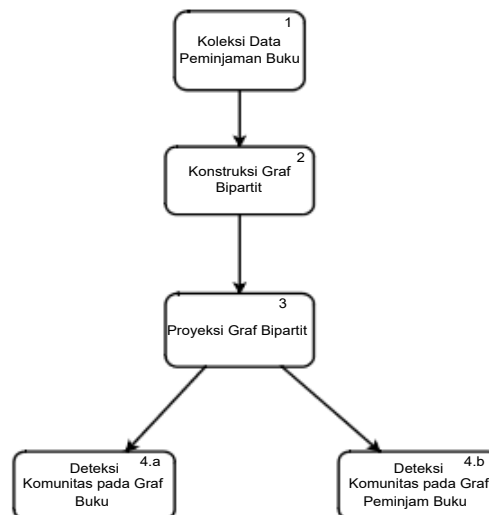 1
Koleksi Data
Peminjaman Buku
2
Konstruksi Graf
Bipartit
3
Proyeksi Graf Bipartit
4.a
Deteksi
Komunitas pada Graf
Buku
4.b
Deteksi
Komunitas pada Graf
Peminjam Buku